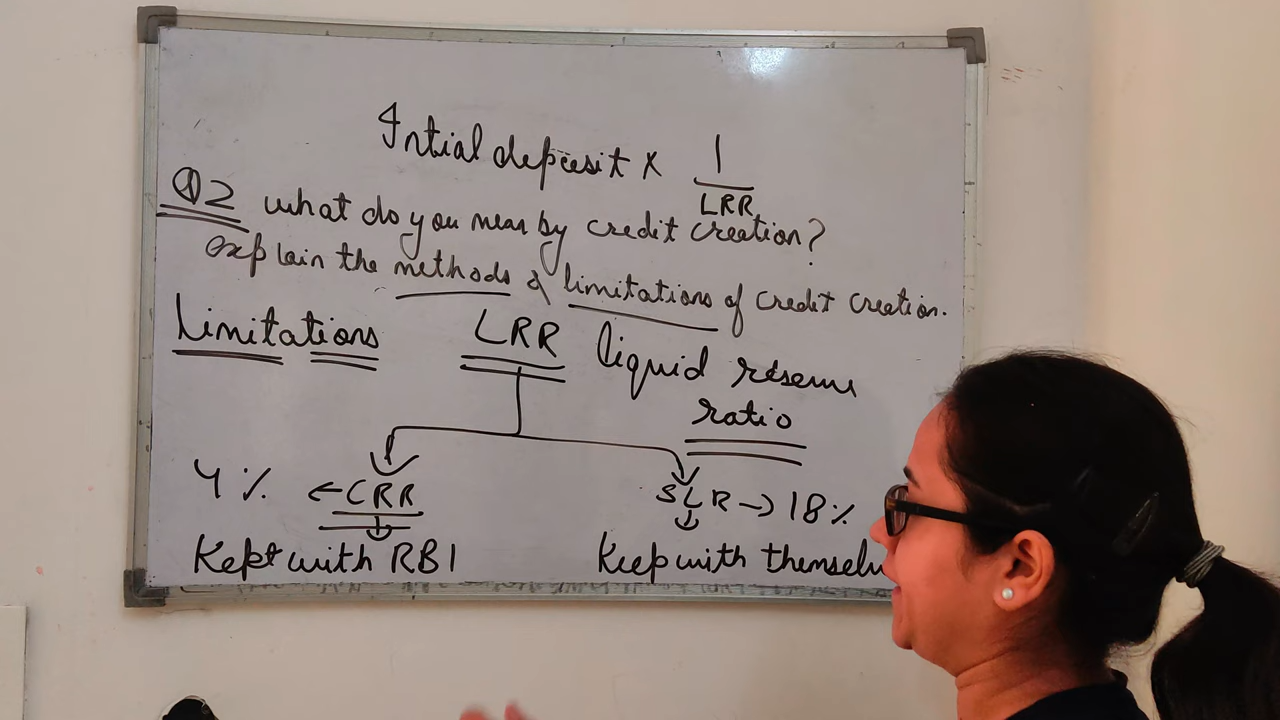 Intial deposit × 1/LRR
Q2 what do you mean by credit creation?
explain the methods & limitations of credit creation.
Limitations LRR liquid reserve
ratio
4% ← CRR SLR → 18%
Kept with RBI Keep with themselv